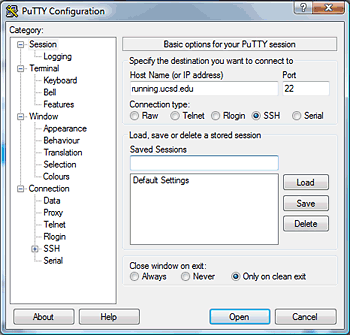 PuTTY Configuration
Category:
Session
Logging
Terminal
Keyboard
Bell
Features
Window
Appearance
Behaviour
Translation
Selection
Colours
Connection
Data
Proxy
Telnet
Rlogin
SSH
Serial
Basic options for your PuTTY session
Specify the destination you want to connect to
Host Name (or IP address) Port
running.ucsd.edu 22
Connection type:
Raw Telnet Rlogin SSH Serial
Load, save or delete a stored session
Saved Sessions
Default Settings
Load
Save
Delete
Close window on exit:
Always Never Only on clean exit
About Help Open Cancel